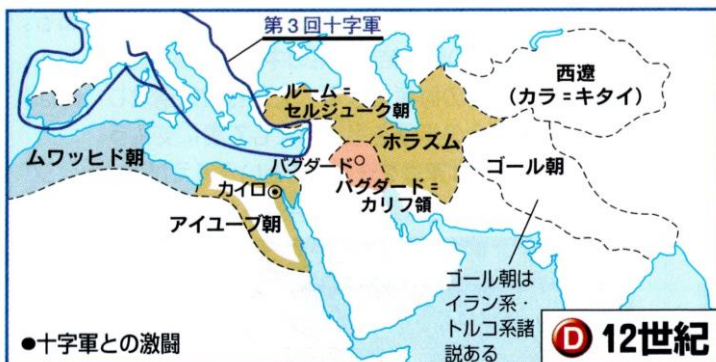 第3回十字軍
ルーム＝
セルジューク朝
西遼
(カラ＝キタイ)
ムワッヒド朝
ホラズム
バグダード
ゴール朝
カイロ
バグダード＝
カリフ領
アイユーブ朝
ゴール朝は
イラン系・
トルコ系諸
説ある
●十字軍との激闘
D 12世紀